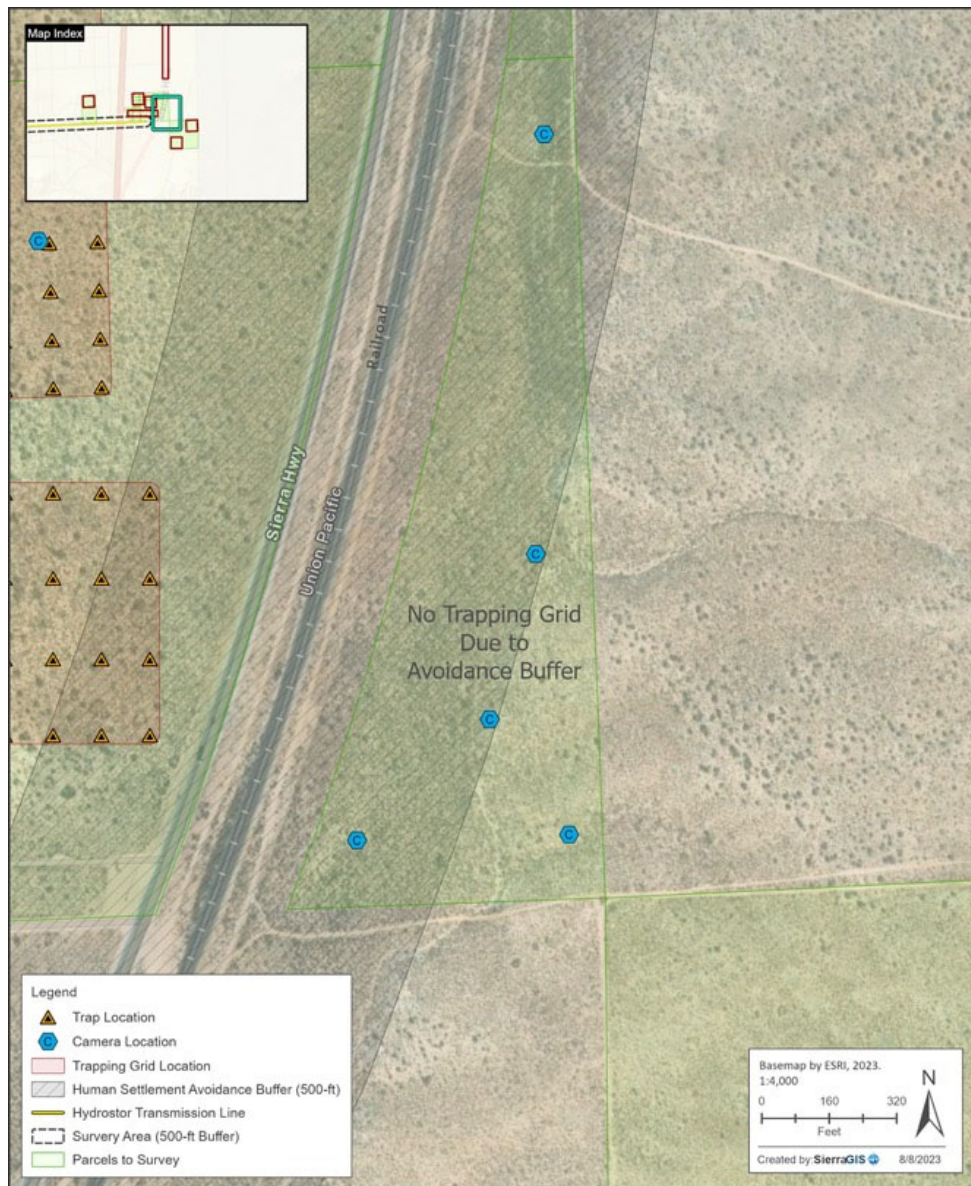 Map Index
C
C
Railroad
Sierra Hwy
Union Pacific
C
No Trapping Grid
Due to
Avoidance Buffer
C
C
C
Legend
Trap Location
C Camera Location
Trapping Grid Location
Human Settlement Avoidance Buffer (500-ft)
Hydrostor Transmission Line
Survery Area (500-ft Buffer)
Parcels to Survey
Basemap by ESRI, 2023.
1:4,000
N
0 160 320
Feet
Created by: SierraGIS 8/8/2023